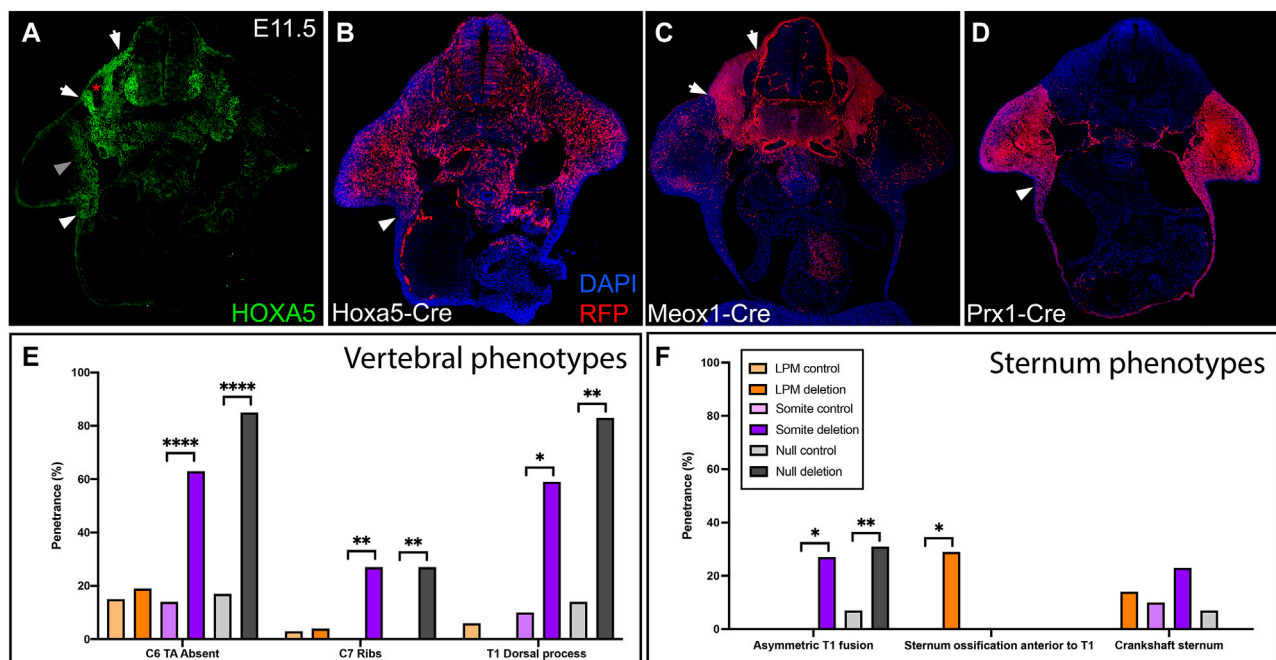 A
E11.5
HOXA5
*
B
DAPI
Hoxa5-Cre
RFP
C
Meox1-Cre
D
Prx1-Cre
E
Vertebral phenotypes
Penetrance (%)
100
80
60
40
20
0
****
****
**
**
*
**
C6 TA Absent
C7 Ribs
T1 Dorsal process
F
Sternum phenotypes
Penetrance (%)
100
80
60
40
20
0
LPM control
LPM deletion
Somite control
Somite deletion
Null control
Null deletion
*
**
*
Asymmetric T1 fusion
Sternum ossification anterior to T1
Crankshaft sternum